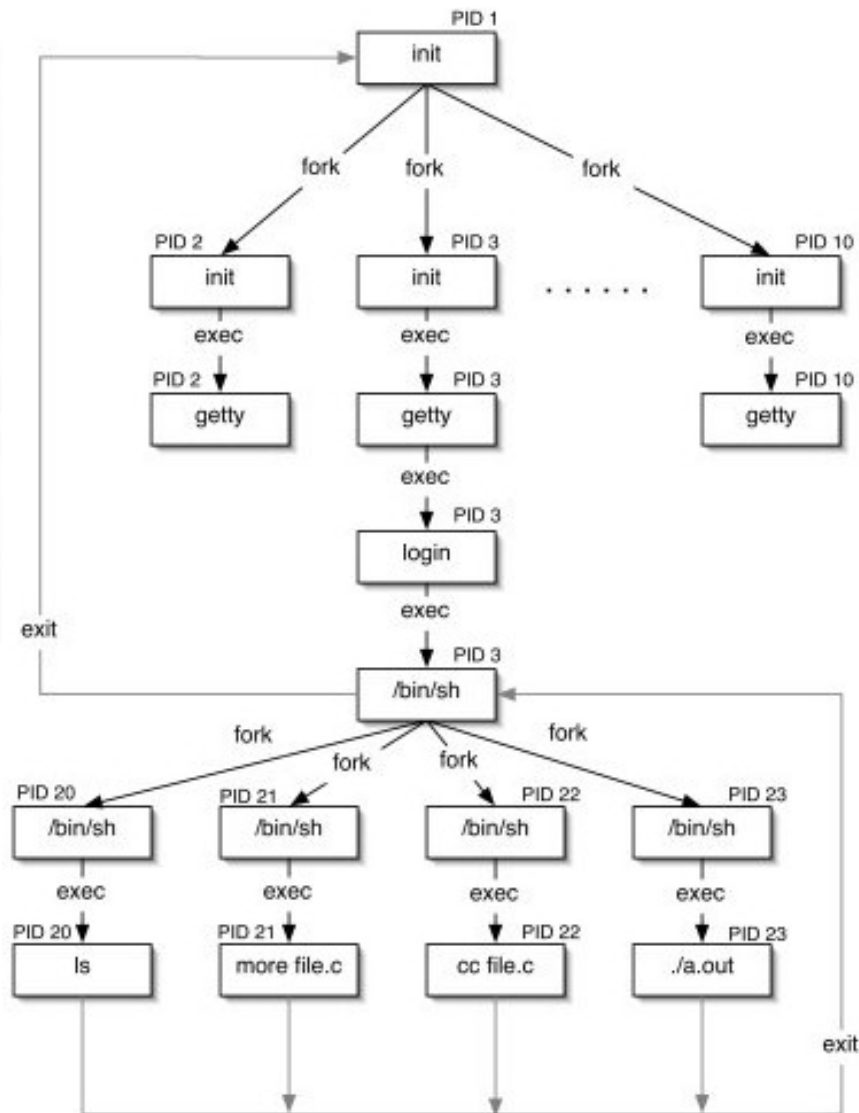 PID 1
init
fork
fork
fork
PID 2
PID 3
PID 10
init
init
. . . . . .
init
exec
exec
exec
PID 2
PID 3
PID 10
getty
getty
getty
exec
PID 3
login
exec
exit
PID 3
/bin/sh
fork
fork
fork
fork
PID 20
PID 21
PID 22
PID 23
/bin/sh
/bin/sh
/bin/sh
/bin/sh
exec
exec
exec
exec
PID 20
PID 21
PID 22
PID 23
ls
more file.c
cc file.c
./a.out
exit